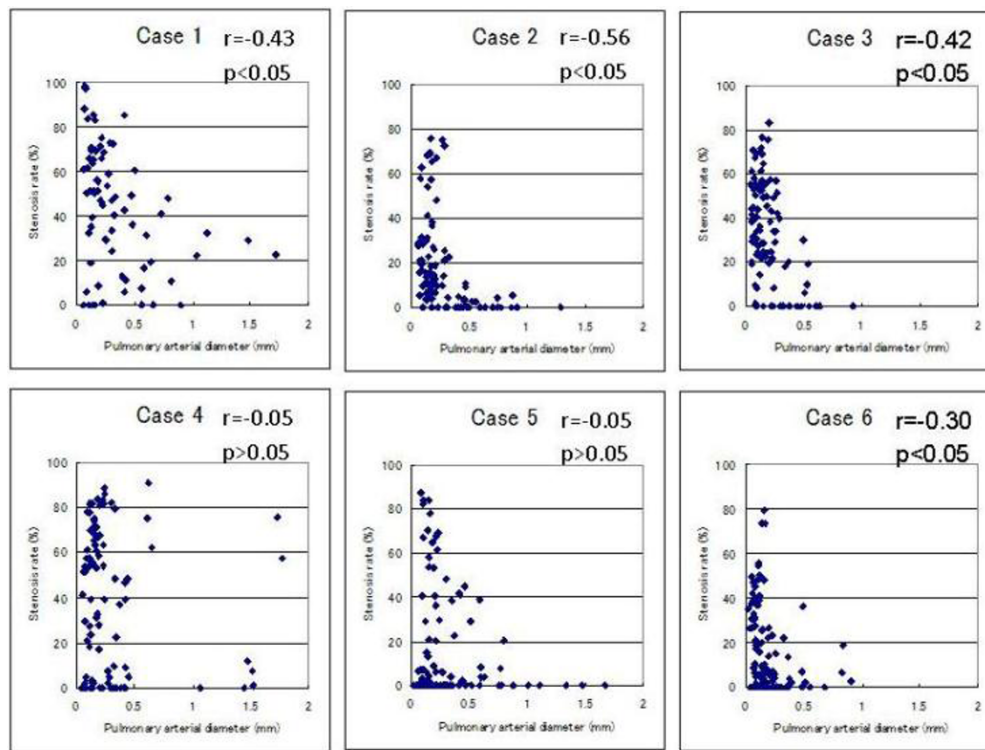 Case 1 r=-0.43
p<0.05
100
80
60
40
20
0
Stenosis rate (%)
0 0.5 1 1.5 2
Pulmonary arterial diameter (mm)
Case 2 r=-0.56
p<0.05
100
80
60
40
20
0
Stenosis rate (%)
0 0.5 1 1.5 2
Pulmonary arterial diameter (mm)
Case 3 r=-0.42
p<0.05
100
80
60
40
20
0
Stenosis rate (%)
0 0.5 1 1.5 2
Pulmonary arterial diameter (mm)
Case 4 r=-0.05
p>0.05
100
80
60
40
20
0
Stenosis rate (%)
0 0.5 1 1.5 2
Pulmonary arterial diameter (mm)
Case 5 r=-0.05
p>0.05
100
80
60
40
20
0
Stenosis rate (%)
0 0.5 1 1.5 2
Pulmonary arterial diameter (mm)
Case 6 r=-0.30
p<0.05
100
80
60
40
20
0
Stenosis rate (%)
0 0.5 1 1.5 2
Pulmonary arterial diameter (mm)